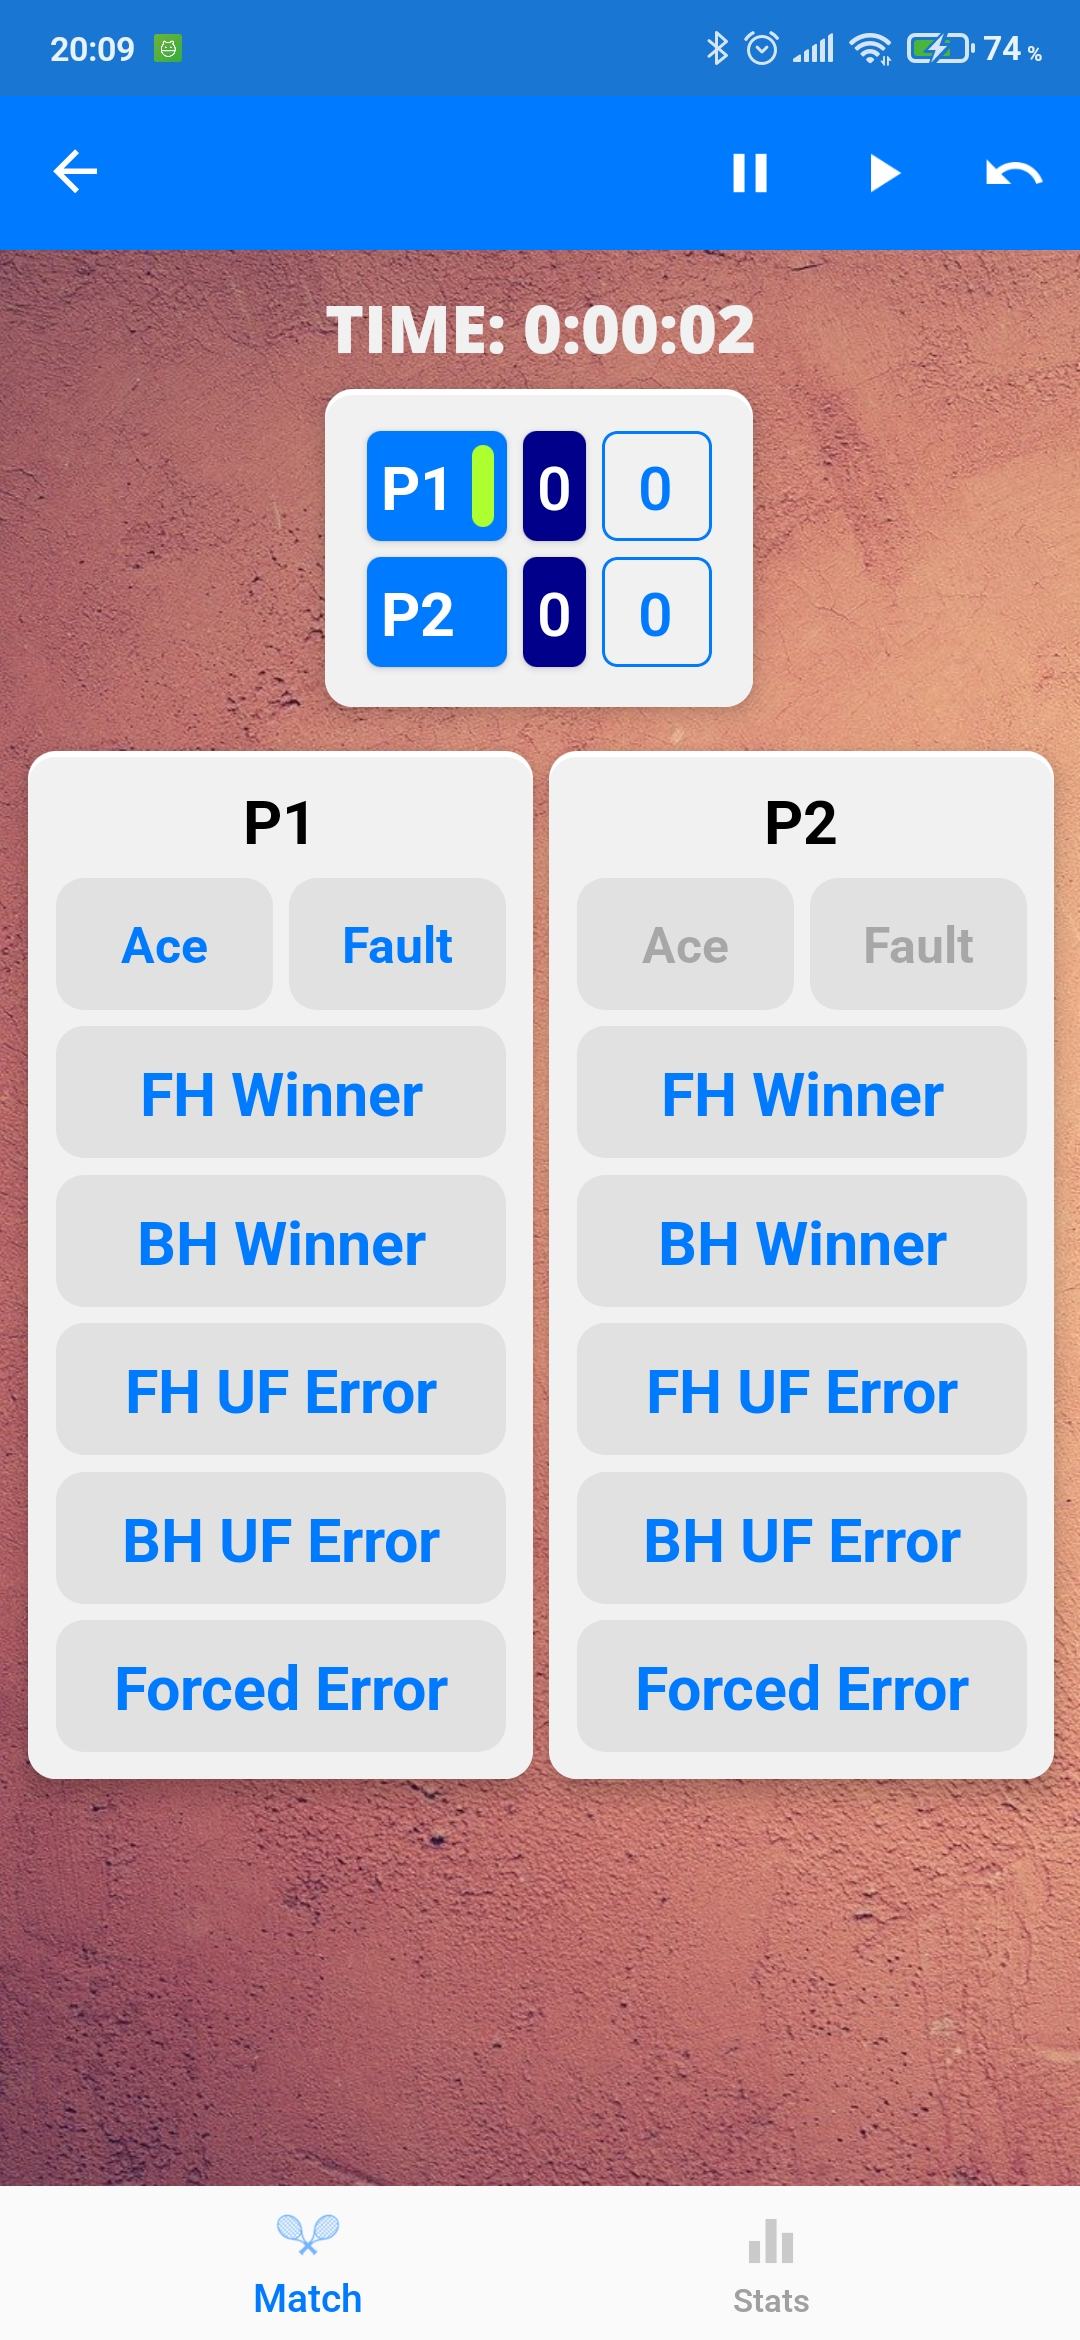 20:09 74 %
TIME: 0:00:02
P1 0 0
P2 0 0
P1
Ace Fault
FH Winner
BH Winner
FH UF Error
BH UF Error
Forced Error
P2
Ace Fault
FH Winner
BH Winner
FH UF Error
BH UF Error
Forced Error
Match Stats